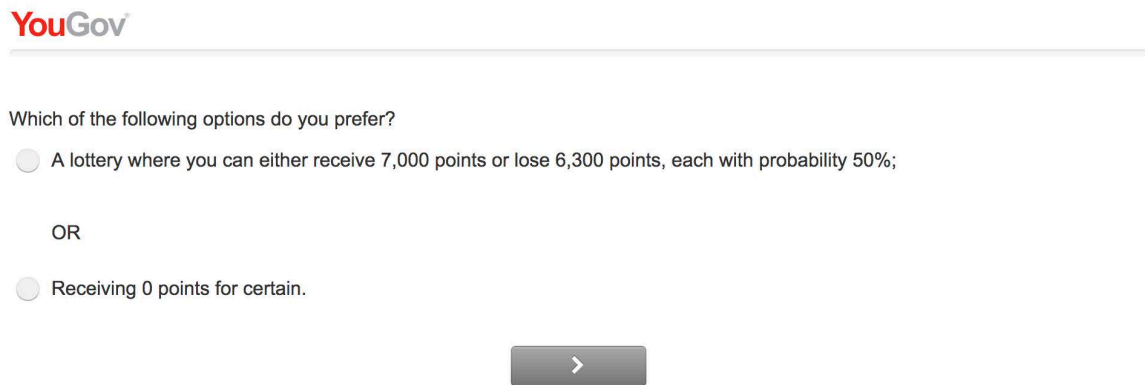 YouGov®
Which of the following options do you prefer?
A lottery where you can either receive 7,000 points or lose 6,300 points, each with probability 50%;
OR
Receiving 0 points for certain.